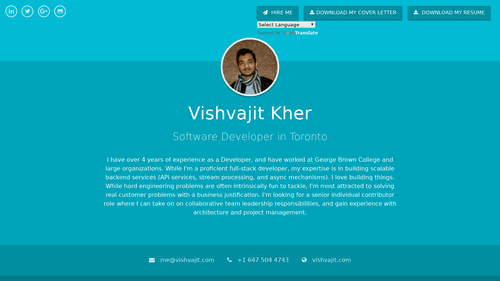 HIRE ME
DOWNLOAD MY COVER LETTER
DOWNLOAD MY RESUME
Select Language
Translate
Vishvajit Kher
Software Developer in Toronto
I have over 4 years of experience as a Developer, and have worked at George Brown College and
large organizations. While I'm a proficient full-stack developer, my expertise is in building scalable
backend services (API services, stream processing, and async mechanisms). I love building things.
While hard engineering problems are often intrinsically fun to tackle, I'm most attracted to solving
real customer problems with a business justification. I'm looking for a senior individual contributor
role where I can take on on collaborative team leadership responsibilities, and gain experience with
architecture and project management.
me@vishvajit.com
+1 647 504 4743
vishvajit.com